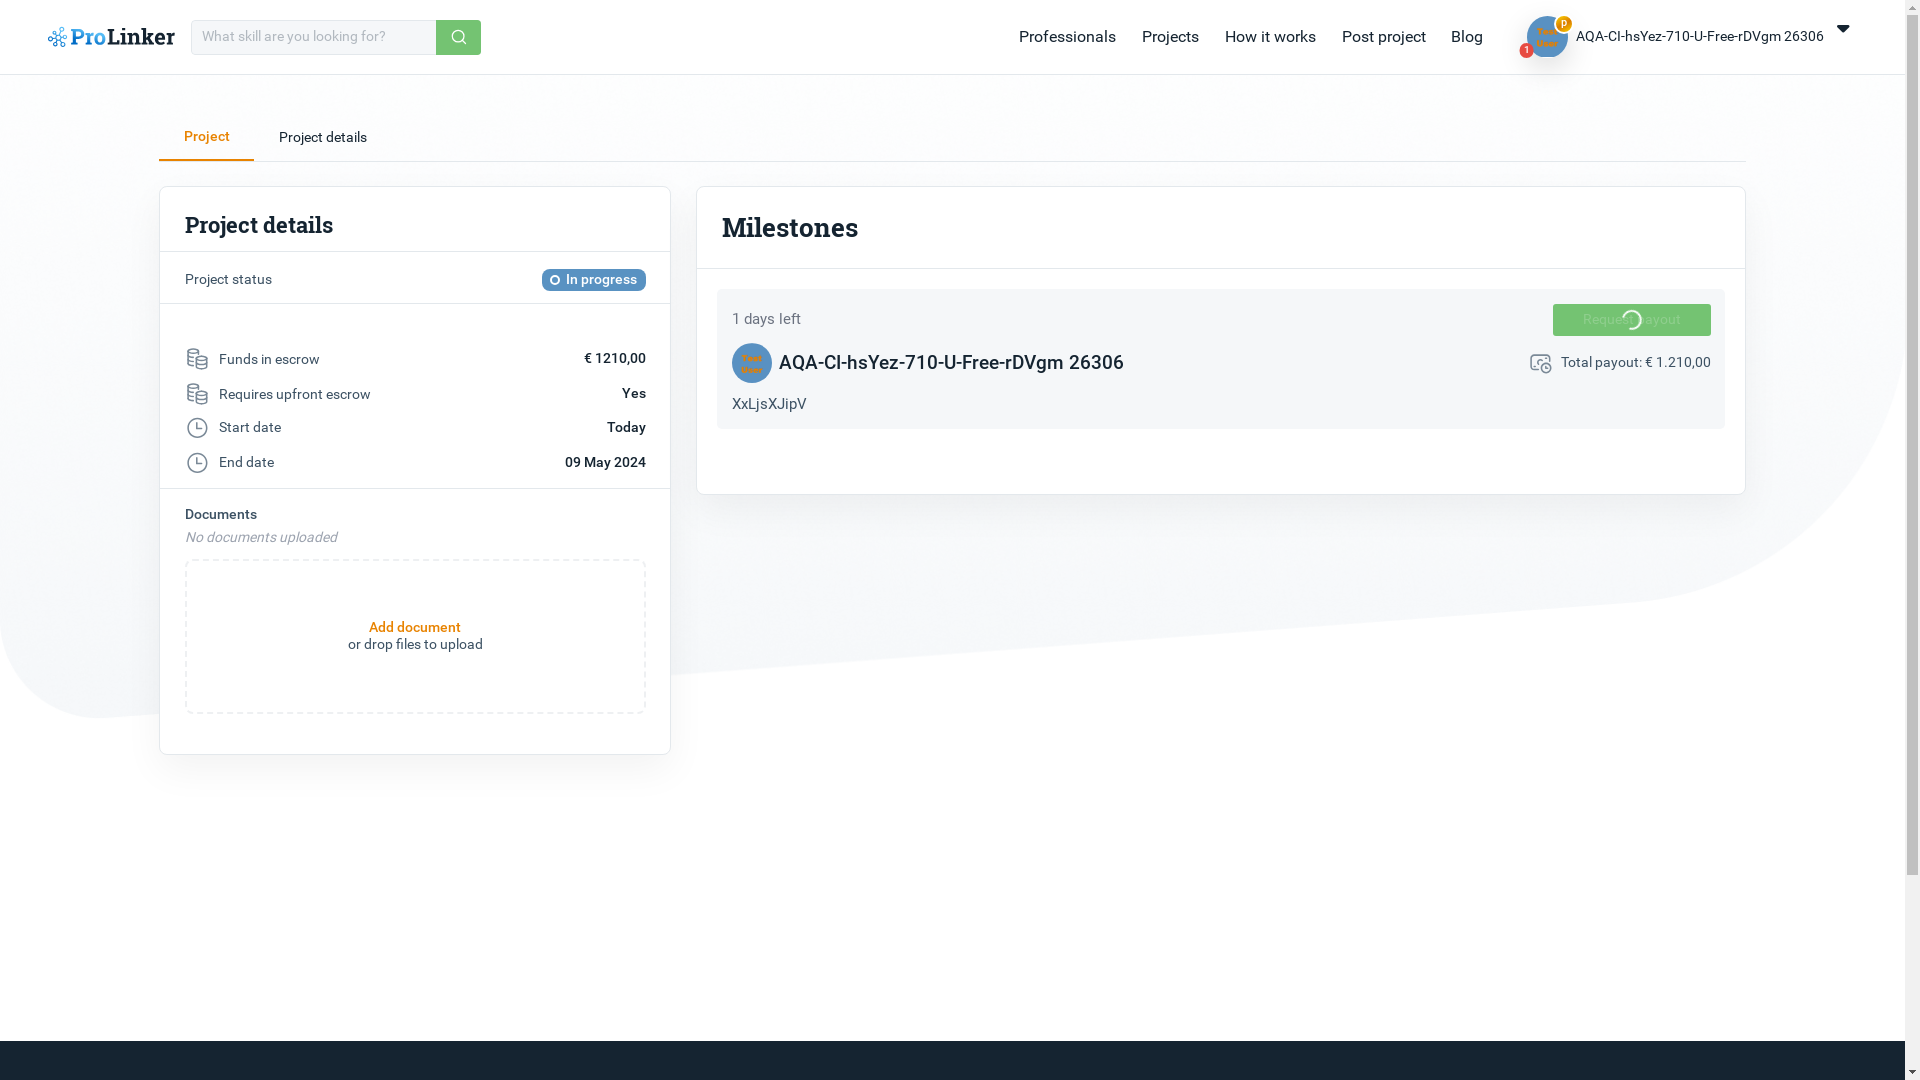 ProLinker
What skill are you looking for?
Professionals
Projects
How it works
Post project
Blog
Test
User
p
1
AQA-CI-hsYez-710-U-Free-rDVgm 26306
Project
Project details
Project details
Project status
In progress
Funds in escrow
€ 1210,00
Requires upfront escrow
Yes
Start date
Today
End date
09 May 2024
Documents
No documents uploaded
Add document
or drop files to upload
Milestones
1 days left
Request payout
Test
User
AQA-CI-hsYez-710-U-Free-rDVgm 26306
Total payout: € 1.210,00
XxLjsXJipV